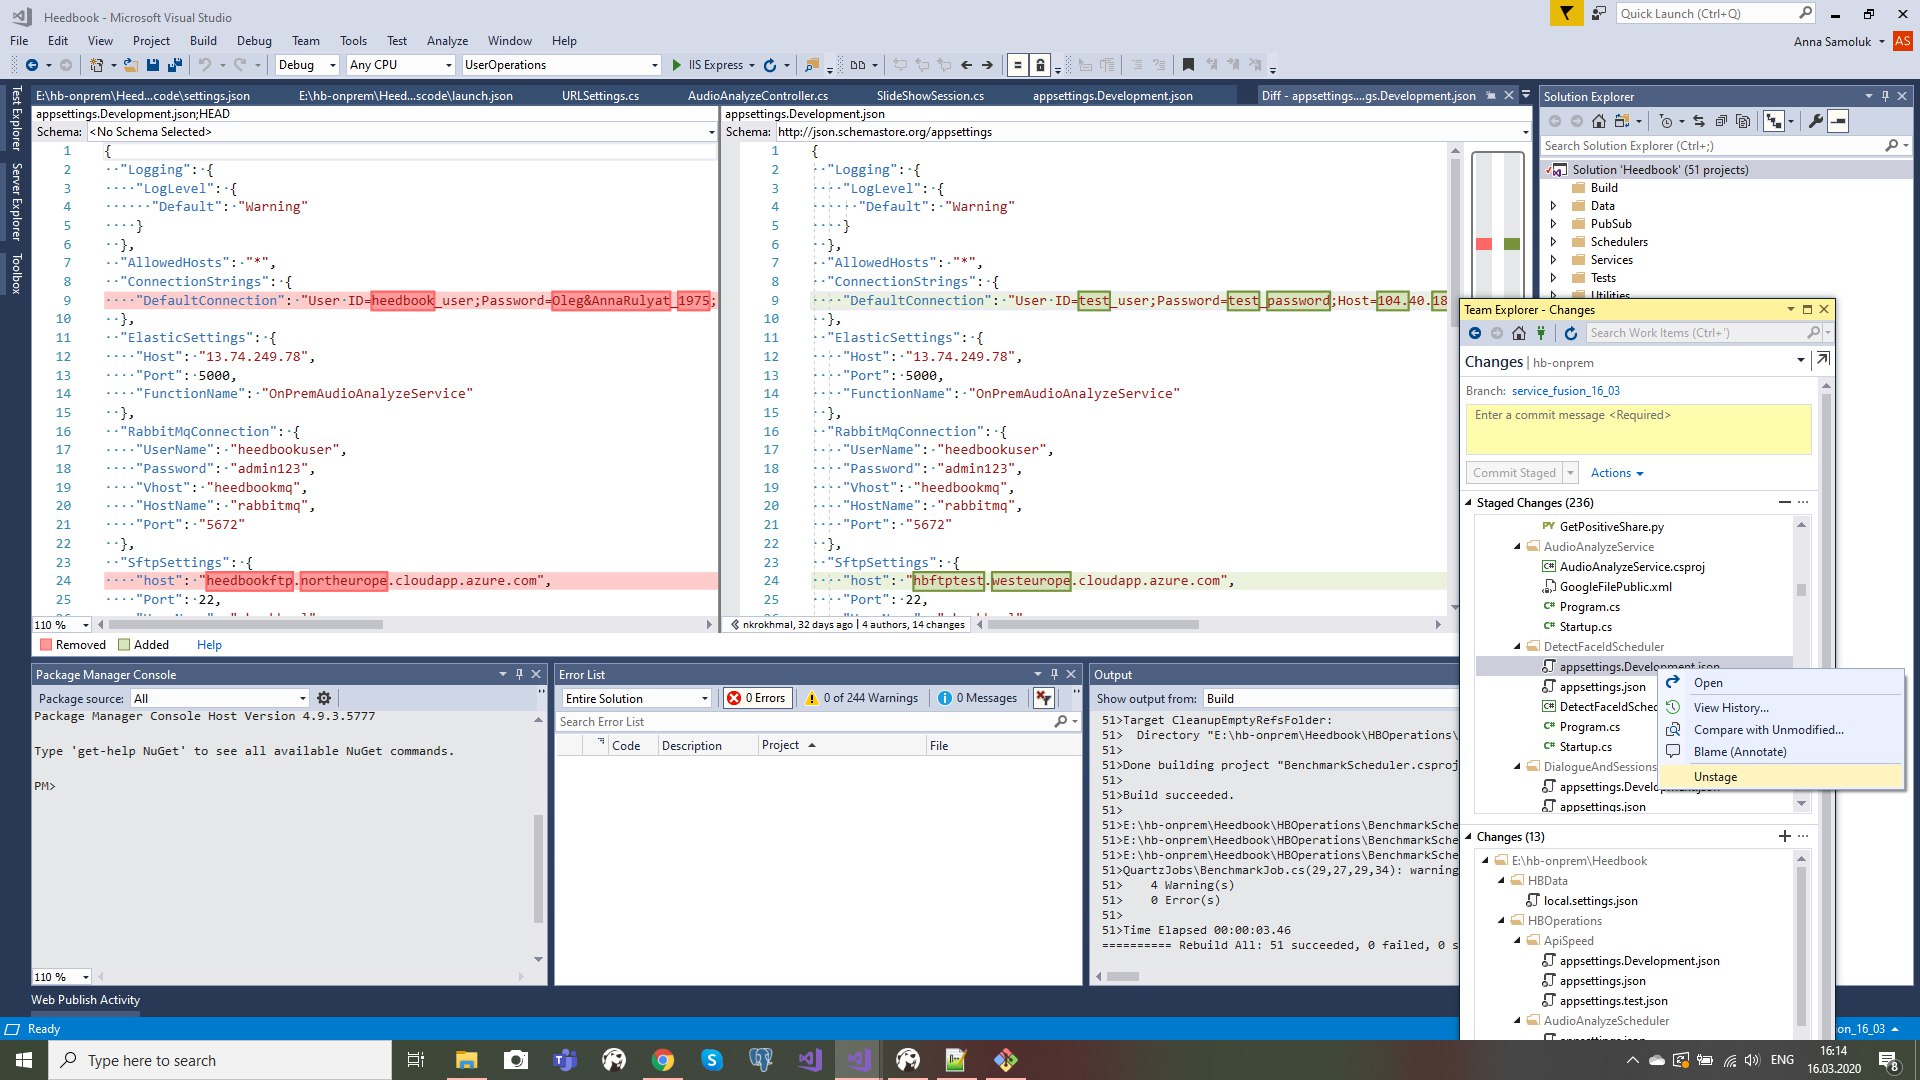 Heedbook - Microsoft Visual Studio
Quick Launch (Ctrl+Q)
File Edit View Project Build Debug Team Tools Test Analyze Window Help
Anna Samoluk AS
Debug Any CPU UserOperations IIS Express
Test Explorer
Server Explorer
Toolbox
E:\hb-onprem\Heed...code\settings.json E:\hb-onprem\Heed...scode\launch.json URLSettings.cs AudioAnalyzeController.cs SlideShowSession.cs appsettings.Development.json Diff - appsettings....gs.Development.json
appsettings.Development.json;HEAD
Schema: <No Schema Selected>
1 {
2 "Logging": {
3 "LogLevel": {
4 "Default": "Warning"
5 }
6 },
7 "AllowedHosts": "*",
8 "ConnectionStrings": {
9 "DefaultConnection": "User ID=heedbook_user;Password=Oleg&AnnaRulyat_1975;
10 },
11 "ElasticSettings": {
12 "Host": "13.74.249.78",
13 "Port": 5000,
14 "FunctionName": "OnPremAudioAnalyzeService"
15 },
16 "RabbitMqConnection": {
17 "UserName": "heedbookuser",
18 "Password": "admin123",
19 "Vhost": "heedbookmq",
20 "HostName": "rabbitmq",
21 "Port": "5672"
22 },
23 "SftpSettings": {
24 "host": "heedbookftp.northeurope.cloudapp.azure.com",
25 "Port": 22,
110 %
appsettings.Development.json
Schema: http://json.schemastore.org/appsettings
1 {
2 "Logging": {
3 "LogLevel": {
4 "Default": "Warning"
5 }
6 },
7 "AllowedHosts": "*",
8 "ConnectionStrings": {
9 "DefaultConnection": "User ID=test_user;Password=test_password;Host=104.40.18
10 },
11 "ElasticSettings": {
12 "Host": "13.74.249.78",
13 "Port": 5000,
14 "FunctionName": "OnPremAudioAnalyzeService"
15 },
16 "RabbitMqConnection": {
17 "UserName": "heedbookuser",
18 "Password": "admin123",
19 "Vhost": "heedbookmq",
20 "HostName": "rabbitmq",
21 "Port": "5672"
22 },
23 "SftpSettings": {
24 "host": "hbftptest.westeurope.cloudapp.azure.com",
25 "Port": 22,
nkrokhmal, 32 days ago | 4 authors, 14 changes
Removed Added Help
Solution Explorer
Search Solution Explorer (Ctrl+;)
Solution 'Heedbook' (51 projects)
Build
Data
PubSub
Schedulers
Services
Tests
Utilities
Team Explorer - Changes
Search Work Items (Ctrl+')
Changes | hb-onprem
Branch: service_fusion_16_03
Enter a commit message <Required>
Commit Staged Actions
Staged Changes (236)
GetPositiveShare.py
AudioAnalyzeService
AudioAnalyzeService.csproj
GoogleFilePublic.xml
Program.cs
Startup.cs
DetectFaceIdScheduler
appsettings.Development.json
appsettings.json
DetectFaceIdSched
Program.cs
Startup.cs
DialogueAndSessions
appsettings.Development.json
appsettings.json
Open
View History...
Compare with Unmodified...
Blame (Annotate)
Unstage
Changes (13)
E:\hb-onprem\Heedbook
HBData
local.settings.json
HBOperations
ApiSpeed
appsettings.Development.json
appsettings.json
appsettings.test.json
AudioAnalyzeScheduler
Package Manager Console
Package source: All
Package Manager Console Host Version 4.9.3.5777
Type 'get-help NuGet' to see all available NuGet commands.
PM>
110 %
Error List
Entire Solution 0 Errors 0 of 244 Warnings 0 Messages
Search Error List
Code Description Project File
Output
Show output from: Build
51>Target CleanupEmptyRefsFolder:
51> Directory "E:\hb-onprem\Heedbook\HBOperations\
51>
51>Done building project "BenchmarkScheduler.csproj
51>
51>Build succeeded.
51>
51>E:\hb-onprem\Heedbook\HBOperations\BenchmarkSche
51>E:\hb-onprem\Heedbook\HBOperations\BenchmarkSche
51>E:\hb-onprem\Heedbook\HBOperations\BenchmarkSche
51>QuartzJobs\BenchmarkJob.cs(29,27,29,34): warning
51> 4 Warning(s)
51> 0 Error(s)
51>
51>Time Elapsed 00:00:03.46
========== Rebuild All: 51 succeeded, 0 failed, 0 s
Web Publish Activity
Ready
on_16_03
Type here to search
ENG
16:14
16.03.2020
8